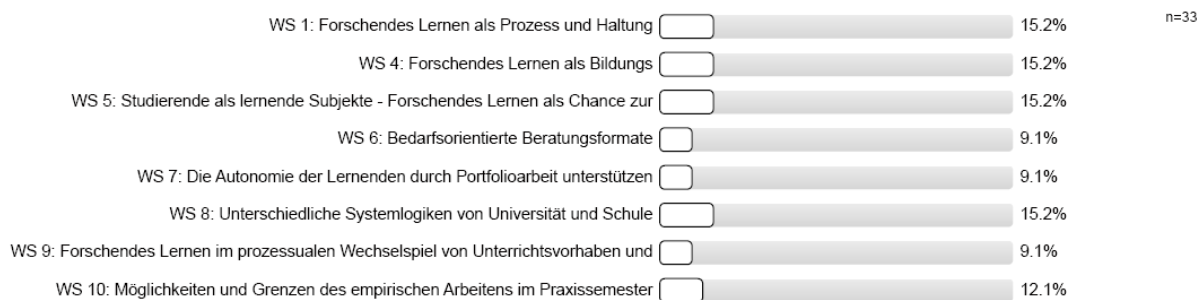 n=33
WS 1: Forschendes Lernen als Prozess und Haltung 15.2%
WS 4: Forschendes Lernen als Bildungs 15.2%
WS 5: Studierende als lernende Subjekte - Forschendes Lernen als Chance zur 15.2%
WS 6: Bedarfsorientierte Beratungsformate 9.1%
WS 7: Die Autonomie der Lernenden durch Portfolioarbeit unterstützen 9.1%
WS 8: Unterschiedliche Systemlogiken von Universität und Schule 15.2%
WS 9: Forschendes Lernen im prozessualen Wechselspiel von Unterrichtsvorhaben und 9.1%
WS 10: Möglichkeiten und Grenzen des empirischen Arbeitens im Praxissemester 12.1%